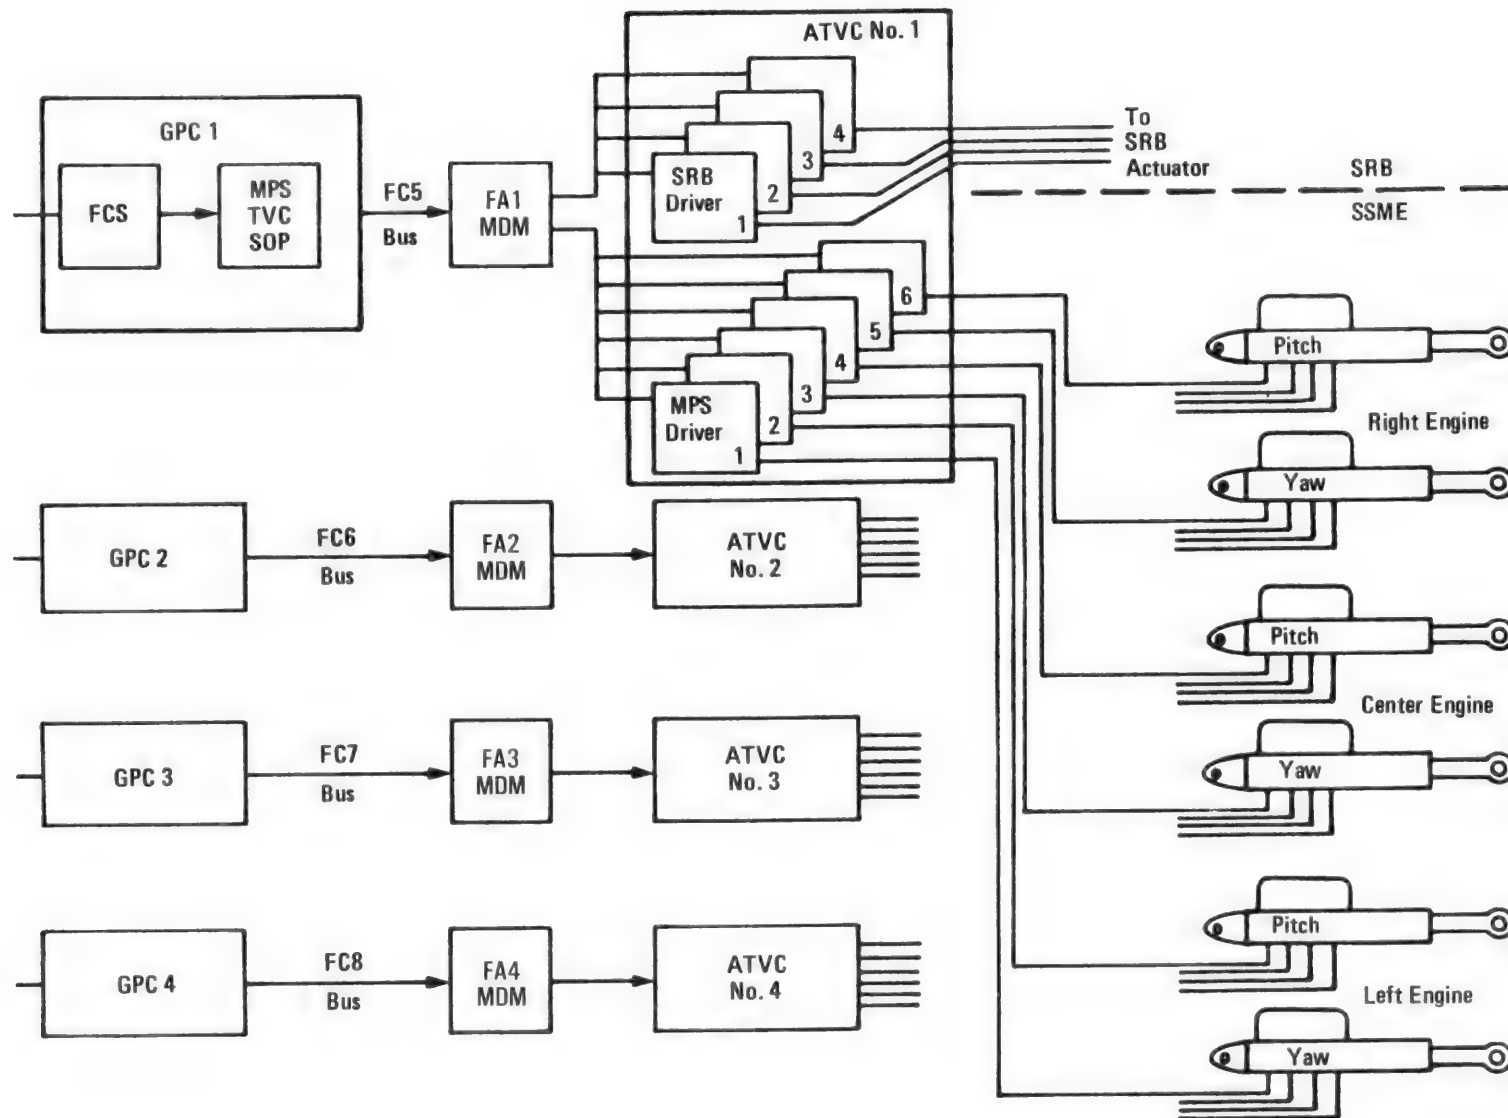 ATVC No. 1
GPC 1
FCS
MPS
TVC
SOP
FC5
Bus
FA1
MDM
SRB
Driver
1
2
3
4
To
SRB
Actuator
SRB
SSME
MPS
Driver
1
2
3
4
5
6
Pitch
Right Engine
Yaw
GPC 2
FC6
Bus
FA2
MDM
ATVC
No. 2
Pitch
Center Engine
Yaw
GPC 3
FC7
Bus
FA3
MDM
ATVC
No. 3
GPC 4
FC8
Bus
FA4
MDM
ATVC
No. 4
Pitch
Left Engine
Yaw